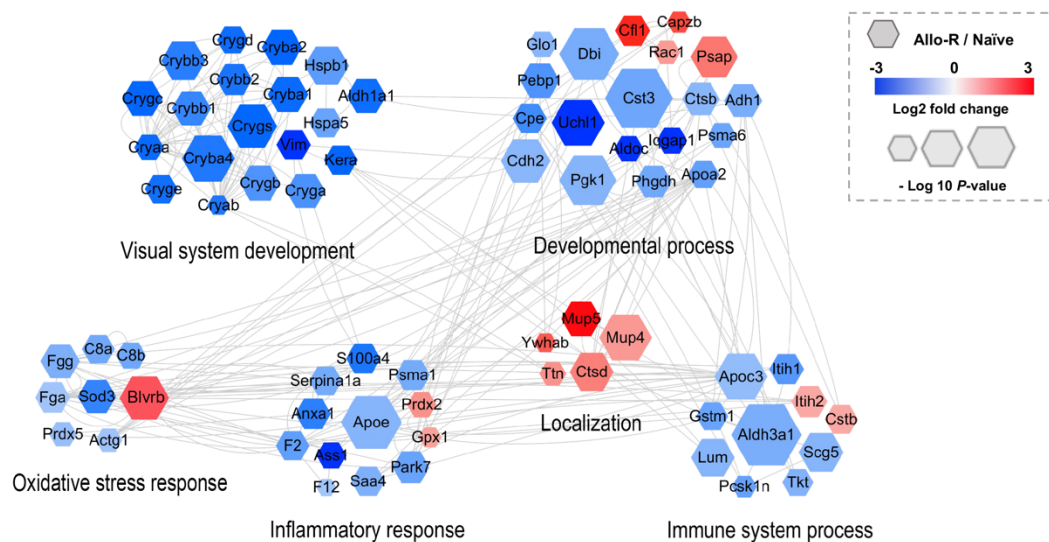 Crygd
Cryba2
Crybb3
Hspb1
Crybb2
Crygc
Cryba1
Aldh1a1
Crybb1
Crygs
Hspa5
Cryaa
Vim
Cryba4
Kera
Cryge
Crygb
Cryga
Cryab
Visual system development
Cfl1
Capzb
Glo1
Dbi
Rac1
Psap
Pebp1
Cst3
Ctsb
Adh1
Cpe
Uchl1
Aldoc
Iqgap1
Psma6
Cdh2
Pgk1
Phgdh
Apoa2
Developmental process
Allo-R / Naïve
-3
0
3
Log2 fold change
- Log 10 P-value
C8a
C8b
Fgg
Fga
Sod3
Blvrb
Prdx5
Actg1
Oxidative stress response
S100a4
Serpina1a
Psma1
Anxa1
Prdx2
Apoe
F2
Gpx1
Ass1
Park7
F12
Saa4
Inflammatory response
Mup5
Mup4
Ywhab
Ttn
Ctsd
Localization
Apoc3
Itih1
Gstm1
Itih2
Cstb
Aldh3a1
Lum
Scg5
Pcsk1n
Tkt
Immune system process